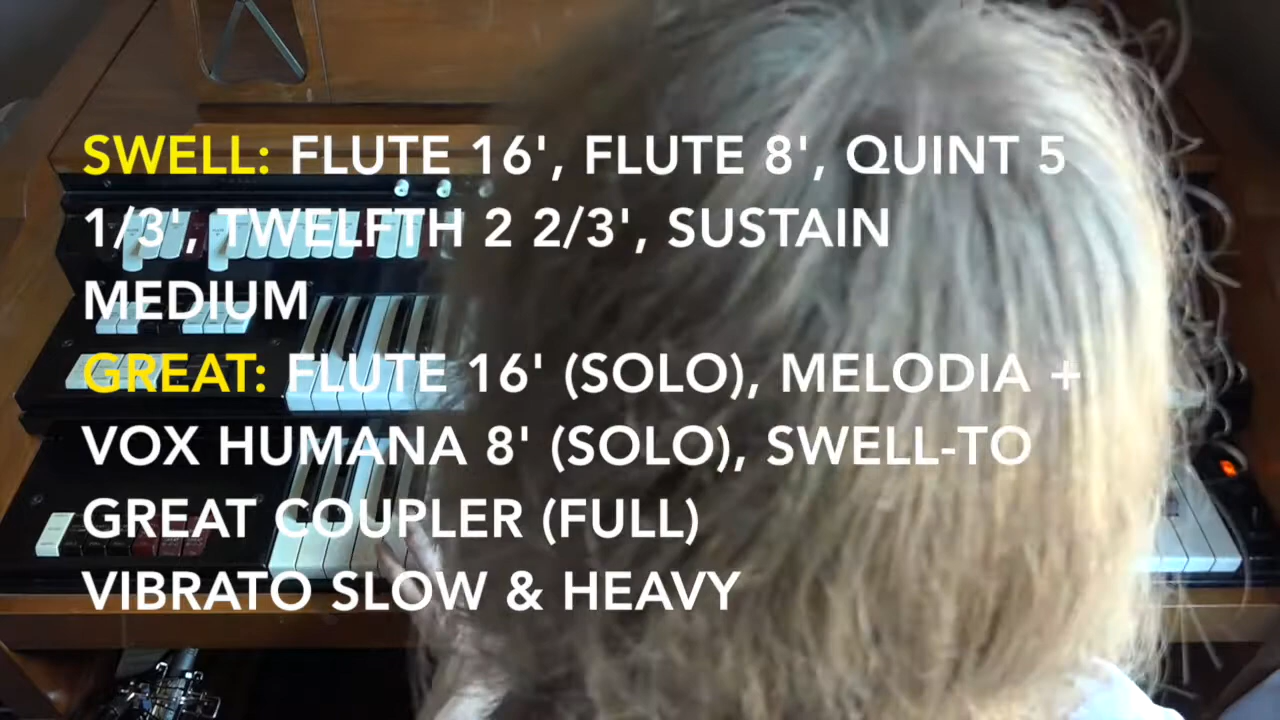 SWELL: FLUTE 16', FLUTE 8', QUINT 5
1/3', TWELFTH 2 2/3', SUSTAIN
MEDIUM
GREAT: FLUTE 16' (SOLO), MELODIA +
VOX HUMANA 8' (SOLO), SWELL-TO
GREAT COUPLER (FULL)
VIBRATO SLOW & HEAVY